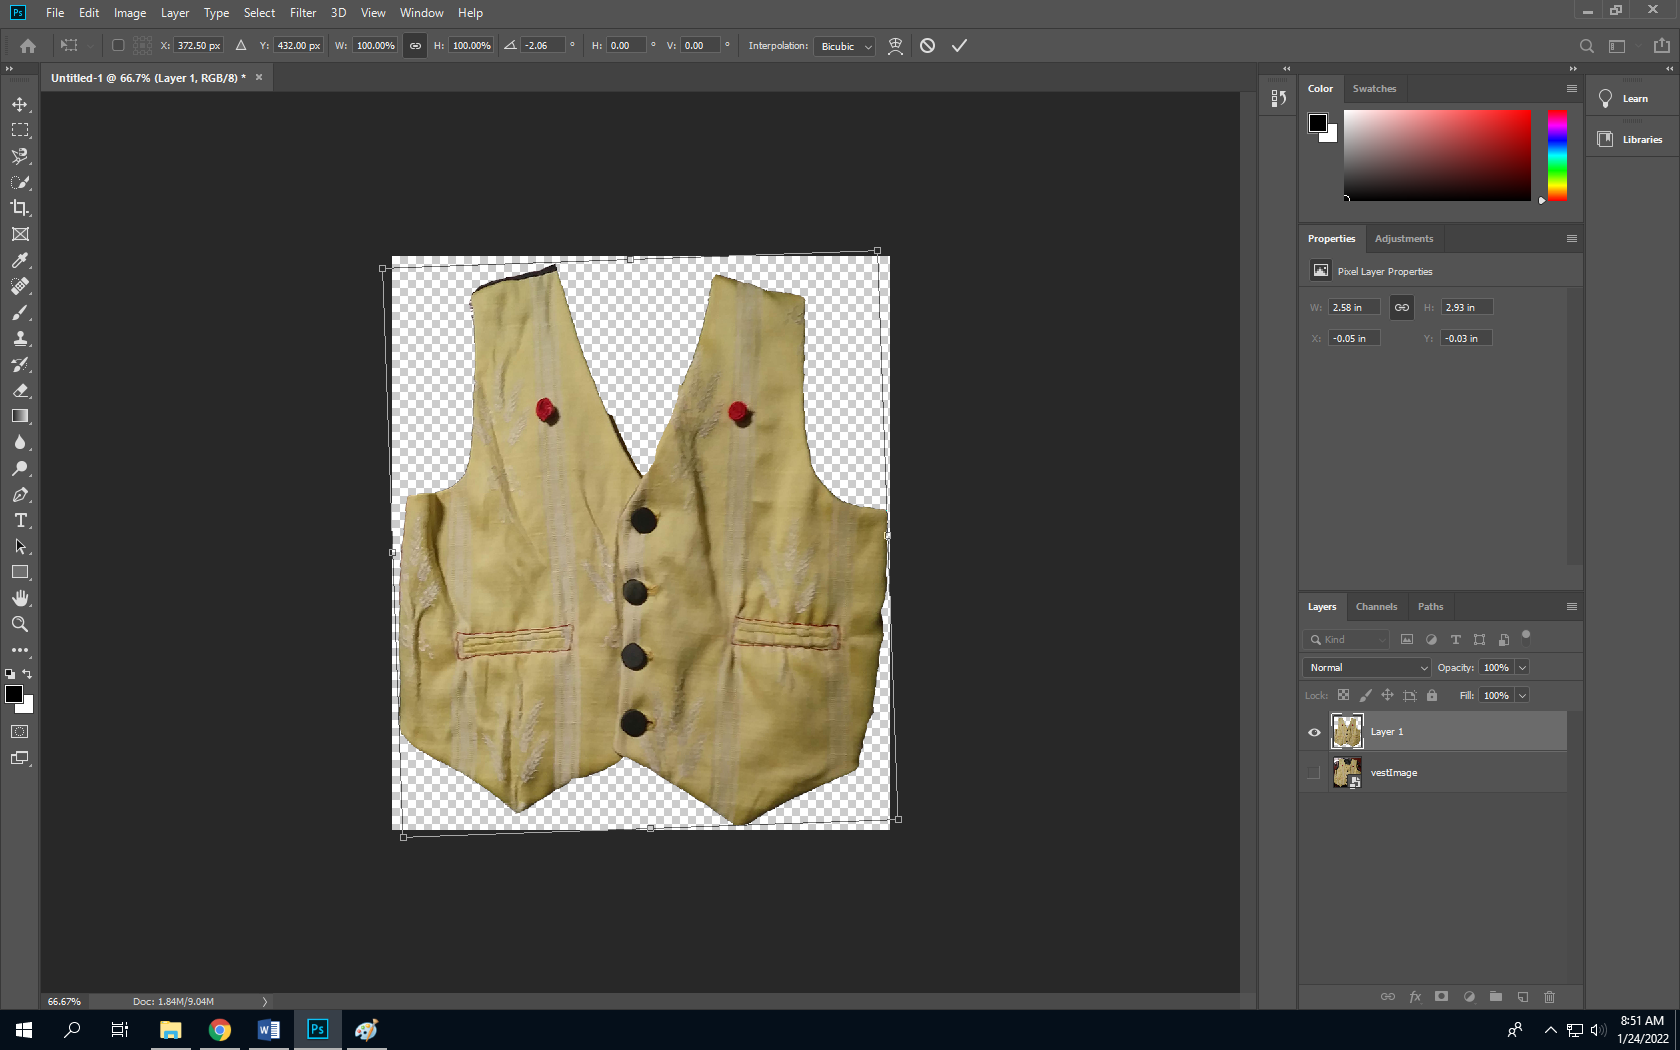 Ps File Edit Image Layer Type Select Filter 3D View Window Help
X: 372.50 px Y: 432.00 px W: 100.00% H: 100.00% -2.06 ° H: 0.00 ° V: 0.00 ° Interpolation: Bicubic
Untitled-1 @ 66.7% (Layer 1, RGB/8) * ×
Color Swatches
Learn
Libraries
Properties Adjustments
Pixel Layer Properties
W: 2.58 in H: 2.93 in
X: -0.05 in Y: -0.03 in
Layers Channels Paths
Kind
Normal Opacity: 100%
Lock: Fill: 100%
Layer 1
vestImage
fx
66.67% Doc: 1.84M/9.04M
Ps
8:51 AM
1/24/2022